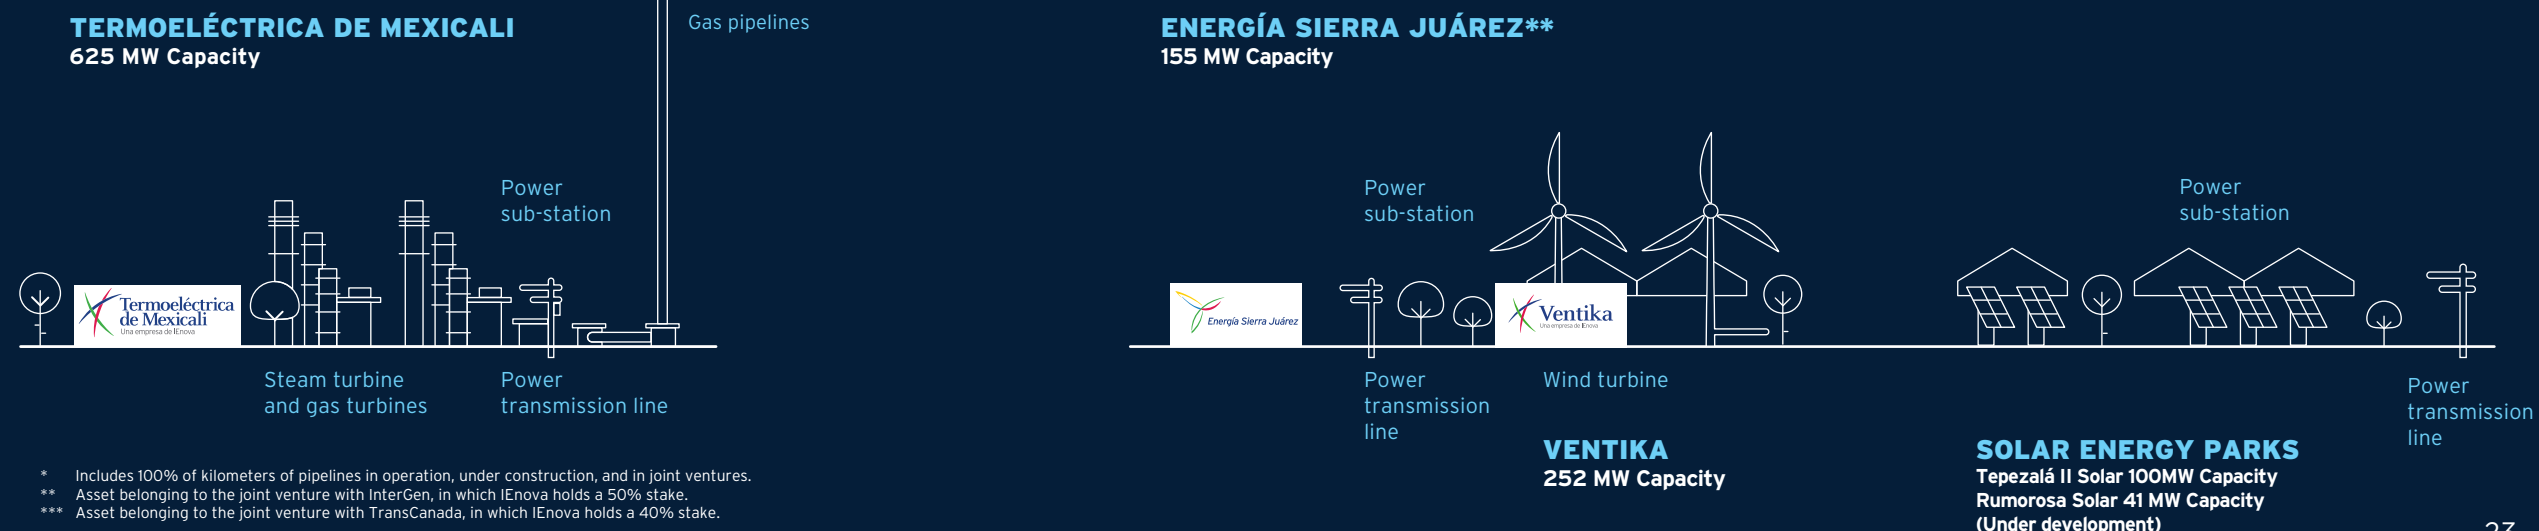 TERMOELÉCTRICA DE MEXICALI
625 MW Capacity
Gas pipelines
Power
sub-station
Termoeléctrica
de Mexicali
Una empresa de IEnova
Steam turbine
and gas turbines
Power
transmission line
ENERGÍA SIERRA JUÁREZ**
155 MW Capacity
Power
sub-station
Energía Sierra Juárez
Ventika
Una empresa de IEnova
Power
transmission
line
Wind turbine
VENTIKA
252 MW Capacity
Power
sub-station
Power
transmission
line
SOLAR ENERGY PARKS
Tepezalá II Solar 100MW Capacity
Rumorosa Solar 41 MW Capacity
(Under development)
* Includes 100% of kilometers of pipelines in operation, under construction, and in joint ventures.
** Asset belonging to the joint venture with InterGen, in which IEnova holds a 50% stake.
*** Asset belonging to the joint venture with TransCanada, in which IEnova holds a 40% stake.